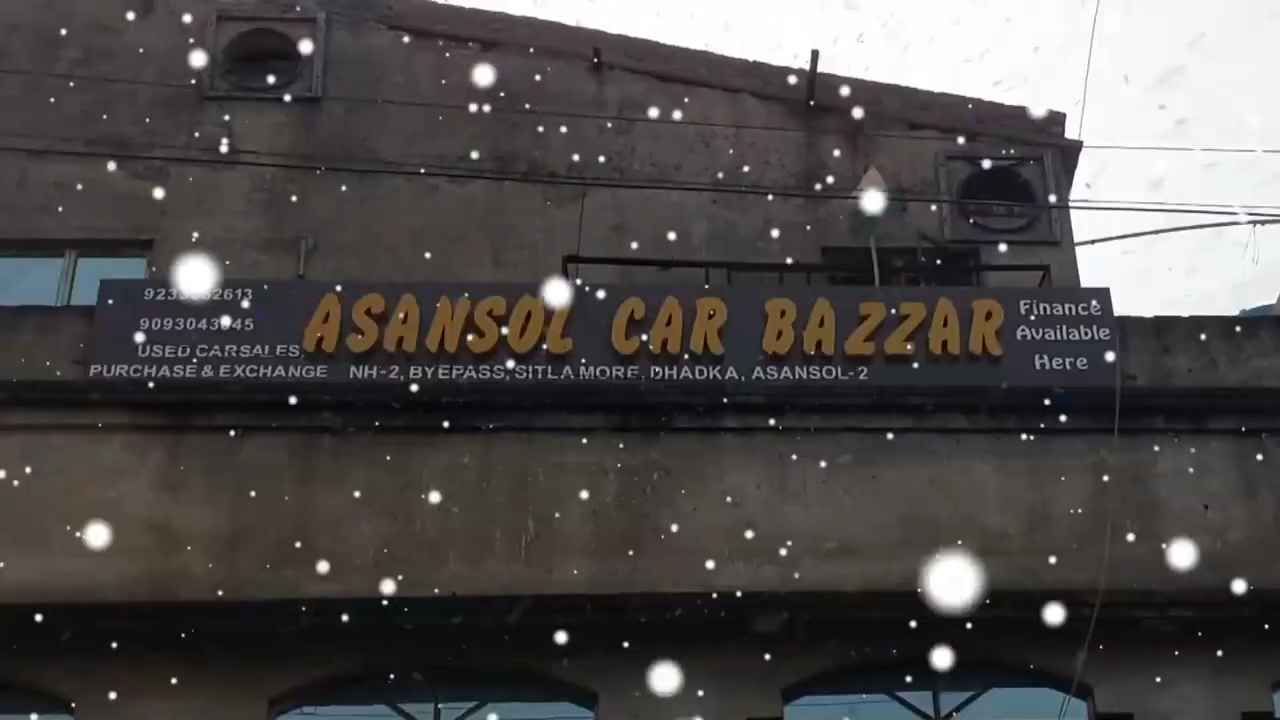 ASANSOL CAR BAZZAR
USED CARSALES,
PURCHASE & EXCHANGE
NH-2, BYEPASS, SITLA MORE, DHADKA, ASANSOL-2
Finance
Available
Here